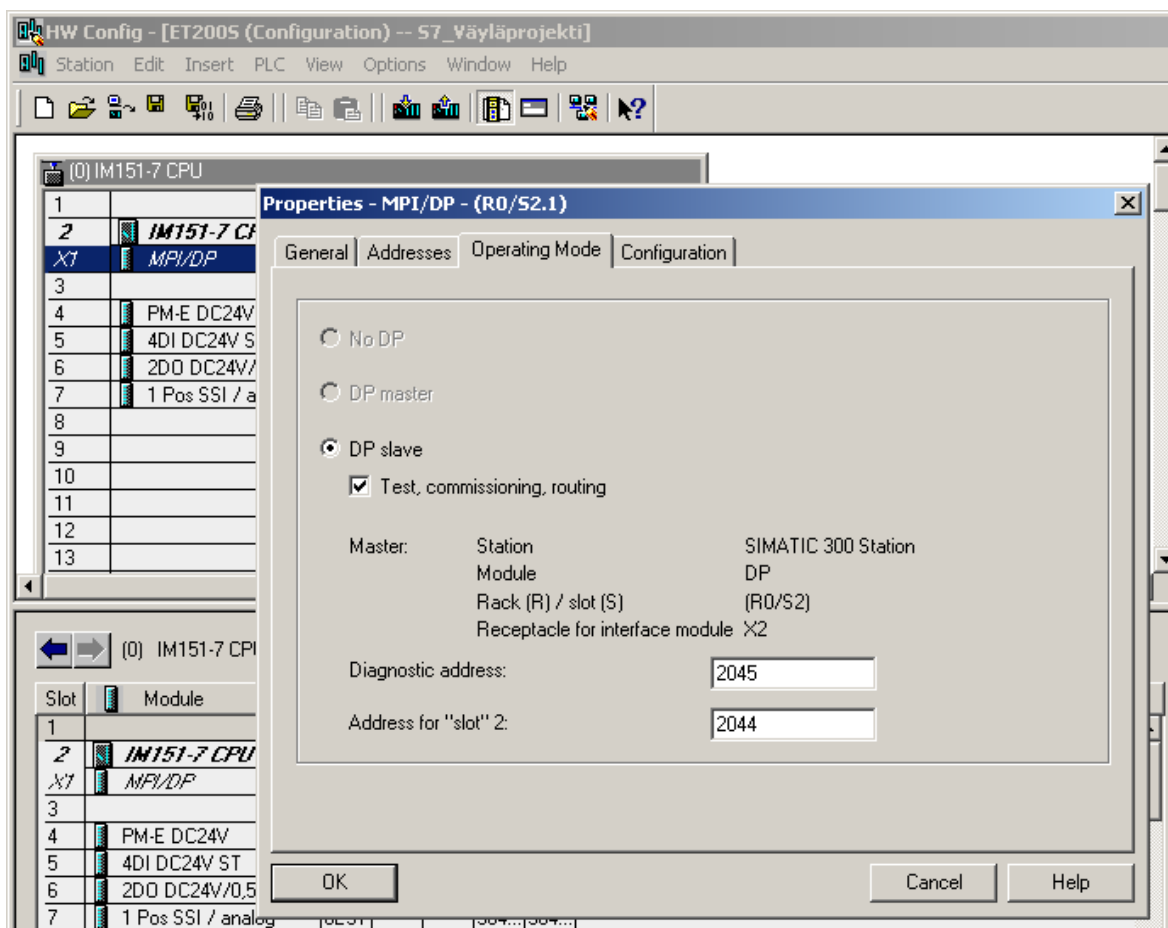 HW Config - [ET200S (Configuration) -- S7_Väyläprojekti]
Station Edit Insert PLC View Options Window Help
(0) IM151-7 CPU
1
2 IM151-7 CP
X1 MPI/DP
3
4 PM-E DC24V
5 4DI DC24V S
6 2DO DC24V/
7 1 Pos SSI / a
8
9
10
11
12
13
Properties - MPI/DP - (R0/S2.1)
General Addresses Operating Mode Configuration
No DP
DP master
DP slave
Test, commissioning, routing
Master: Station SIMATIC 300 Station
Module DP
Rack (R) / slot (S) (R0/S2)
Receptacle for interface module X2
Diagnostic address: 2045
Address for "slot" 2: 2044
OK Cancel Help
(0) IM151-7 CPU
Slot Module
1
2 IM151-7 CPU
X1 MPI/DP
3
4 PM-E DC24V
5 4DI DC24V ST
6 2DO DC24V/0,5
7 1 Pos SSI / analog